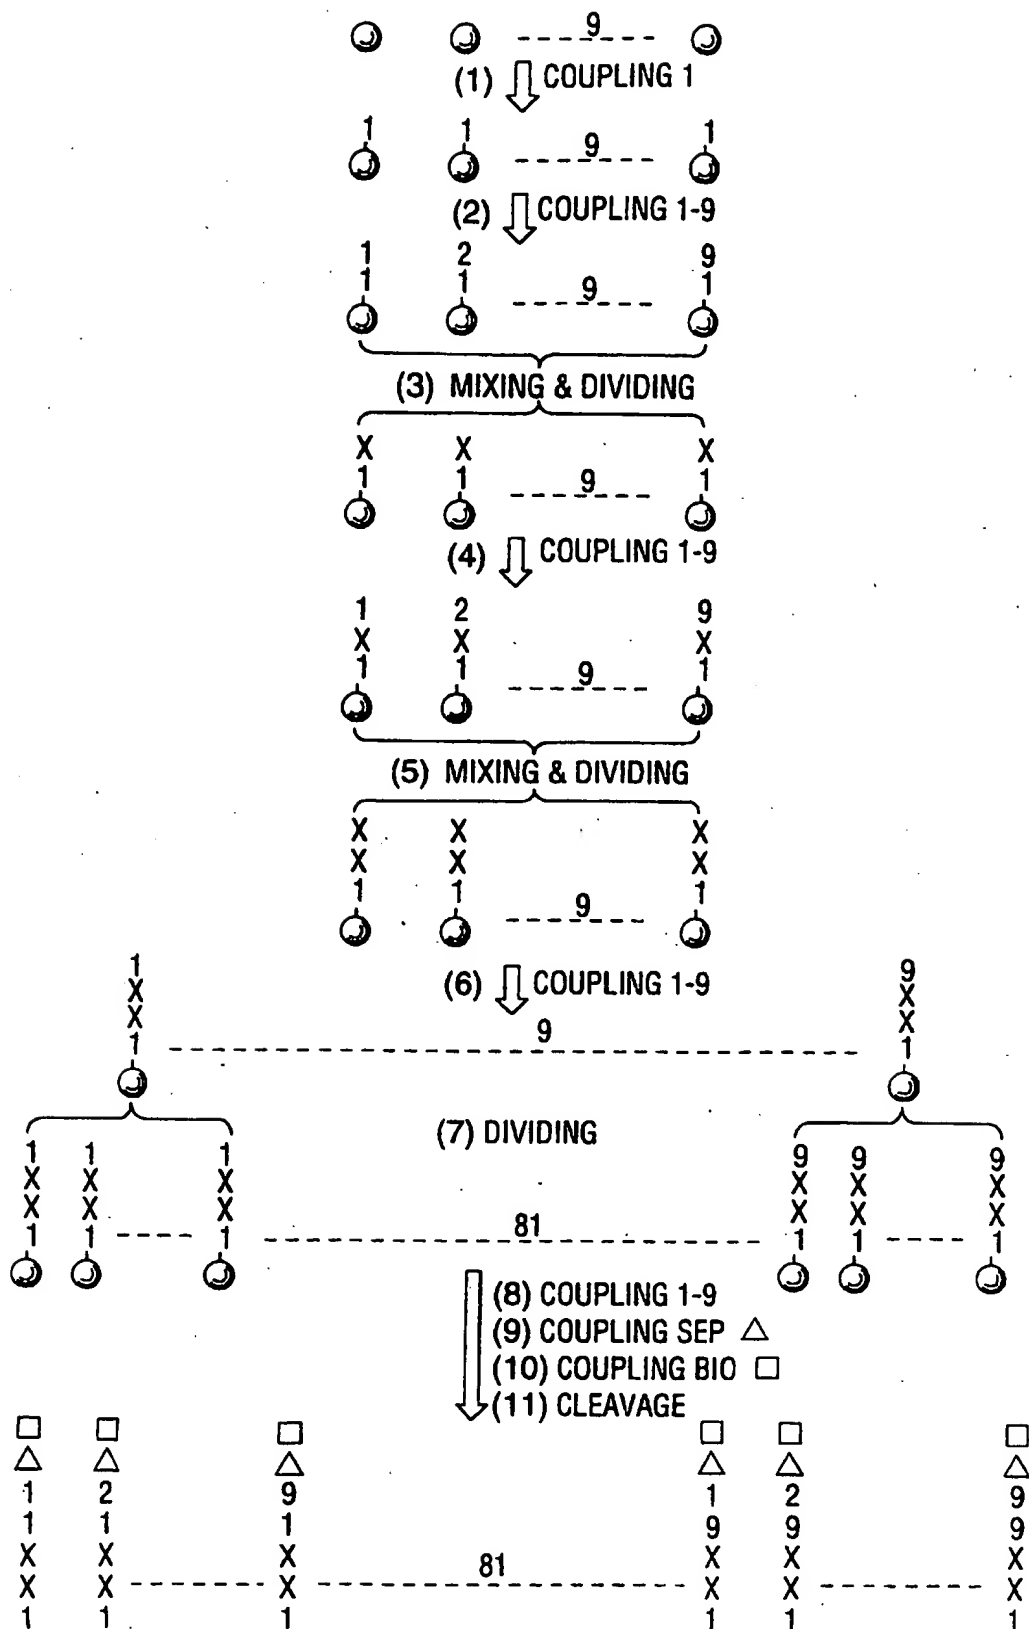 9
(1) COUPLING 1
1 1 9 1
(2) COUPLING 1-9
1 2 9
1 1 9 1
(3) MIXING & DIVIDING
X X X
1 1 9 1
(4) COUPLING 1-9
1 2 9
X X X
1 1 9 1
(5) MIXING & DIVIDING
X X X
X X X
1 1 9 1
(6) COUPLING 1-9
1 9
X X
X X
1 9 1
(7) DIVIDING
1 1 1 9 9 9
X X X X X X
X X X X X X
1 1 1 81 1 1 1
(8) COUPLING 1-9
(9) COUPLING SEP △
(10) COUPLING BIO □
(11) CLEAVAGE
□ □ □ □ □ □
△ △ △ △ △ △
1 2 9 1 2 9
1 1 1 9 9 9
X X X X X X
X X X 81 X X X
1 1 1 1 1 1